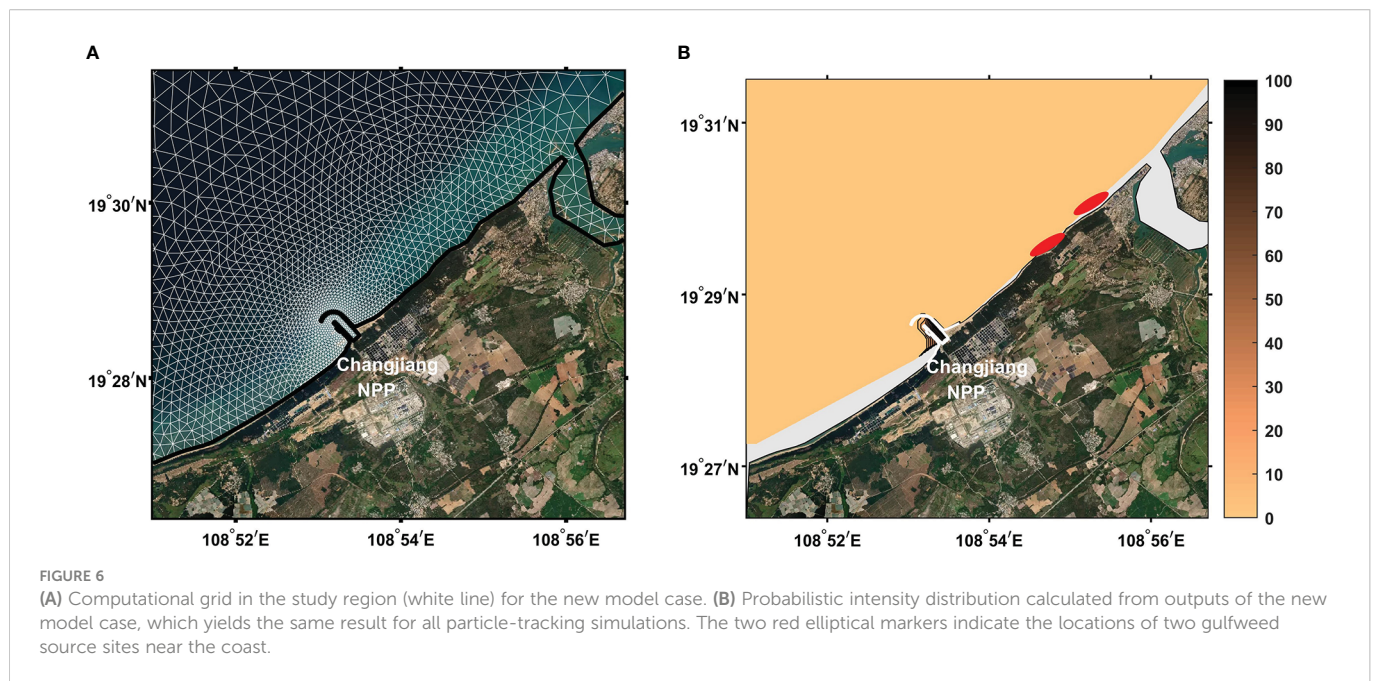 A
B
19°30′N
19°28′N
108°52′E
108°54′E
108°56′E
Changjiang
NPP
19°31′N
19°29′N
19°27′N
108°52′E
108°54′E
108°56′E
Changjiang
NPP
100
90
80
70
60
50
40
30
20
10
0
FIGURE 6
(A) Computational grid in the study region (white line) for the new model case. (B) Probabilistic intensity distribution calculated from outputs of the new
model case, which yields the same result for all particle-tracking simulations. The two red elliptical markers indicate the locations of two gulfweed
source sites near the coast.